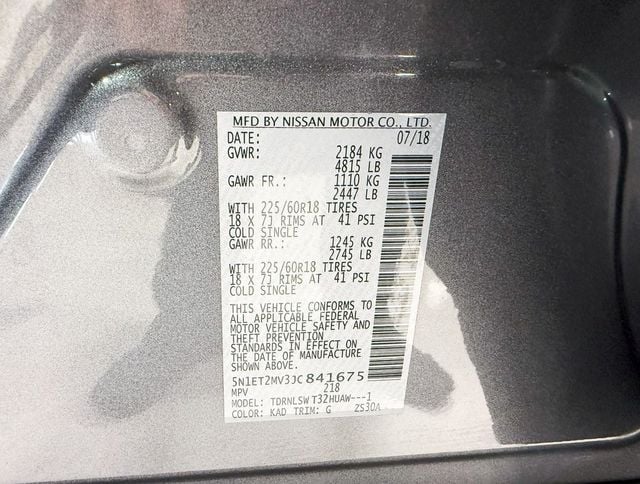 MFD BY NISSAN MOTOR CO., LTD.
DATE: 07/18
GVWR: 2184 KG
4815 LB
GAWR FR.: 1110 KG
2447 LB
WITH 225/60R18 TIRES
18 X 7J RIMS AT 41 PSI
COLD SINGLE
GAWR RR.: 1245 KG
2745 LB
WITH 225/60R18 TIRES
18 X 7J RIMS AT 41 PSI
COLD SINGLE
THIS VEHICLE CONFORMS TO
ALL APPLICABLE FEDERAL
MOTOR VEHICLE SAFETY AND
THEFT PREVENTION
STANDARDS IN EFFECT ON
THE DATE OF MANUFACTURE
SHOWN ABOVE.
5N1ET2MV3JC841675
MPV 218
MODEL: TDRNLSW T32HUAW---1
COLOR: KAD TRIM: G ZS30A